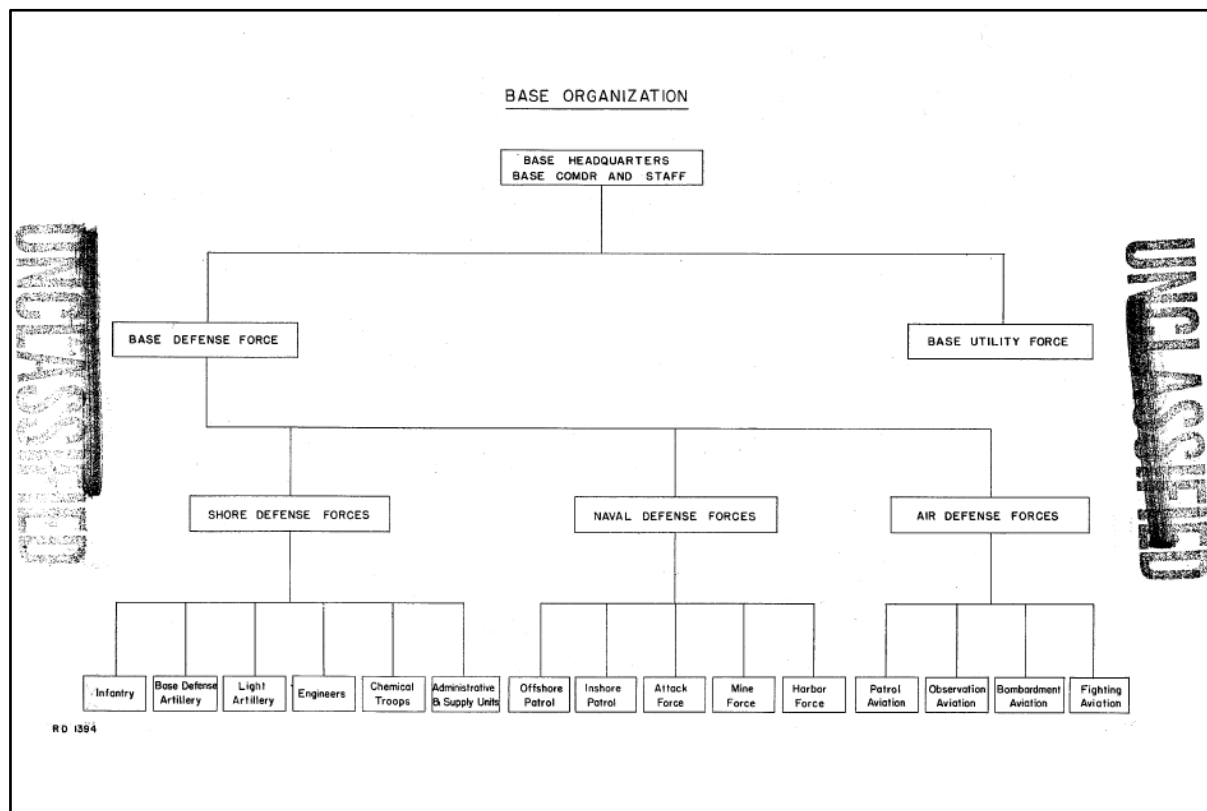 BASE ORGANIZATION
BASE HEADQUARTERS
BASE COMDR AND STAFF
UNCLASSIFIED
UNCLASSIFIED
BASE DEFENSE FORCE
BASE UTILITY FORCE
SHORE DEFENSE FORCES
NAVAL DEFENSE FORCES
AIR DEFENSE FORCES
Infantry
Base Defense
Artillery
Light
Artillery
Engineers
Chemical
Troops
Administrative
& Supply Units
Offshore
Patrol
Inshore
Patrol
Attack
Force
Mine
Force
Harbor
Force
Patrol
Aviation
Observation
Aviation
Bombardment
Aviation
Fighting
Aviation
RD 1394